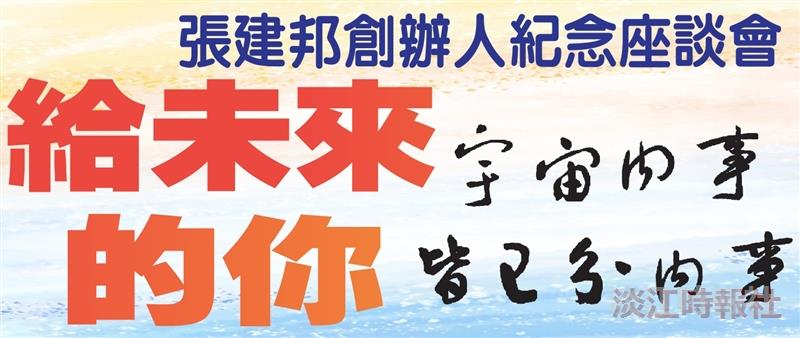 張建邦創辦人紀念座談會
給未來
的你
宇宙內事
皆己分內事
淡江時報社